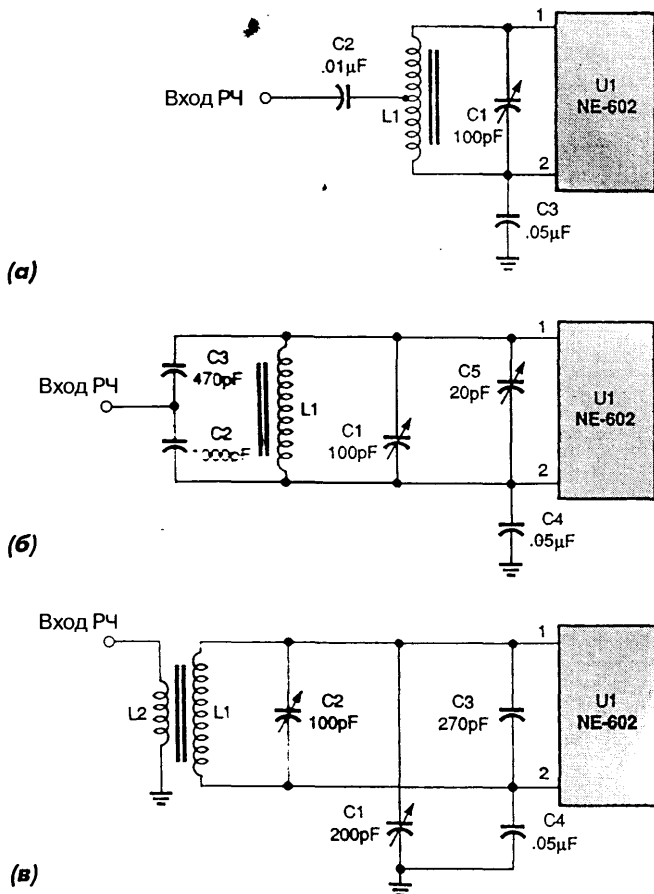 1
C2
.01µF
U1
NE-602
Вход РЧ
L1
C1
100pF
2
C3
.05µF
(а)
1
C3
470pF
C5
20pF
U1
NE-602
Вход РЧ
L1
C2
C1
100pF
2
C4
.05µF
(б)
Вход РЧ
1
U1
NE-602
C2
100pF
C3
270pF
L2
L1
2
C1
200pF
C4
.05µF
(в)